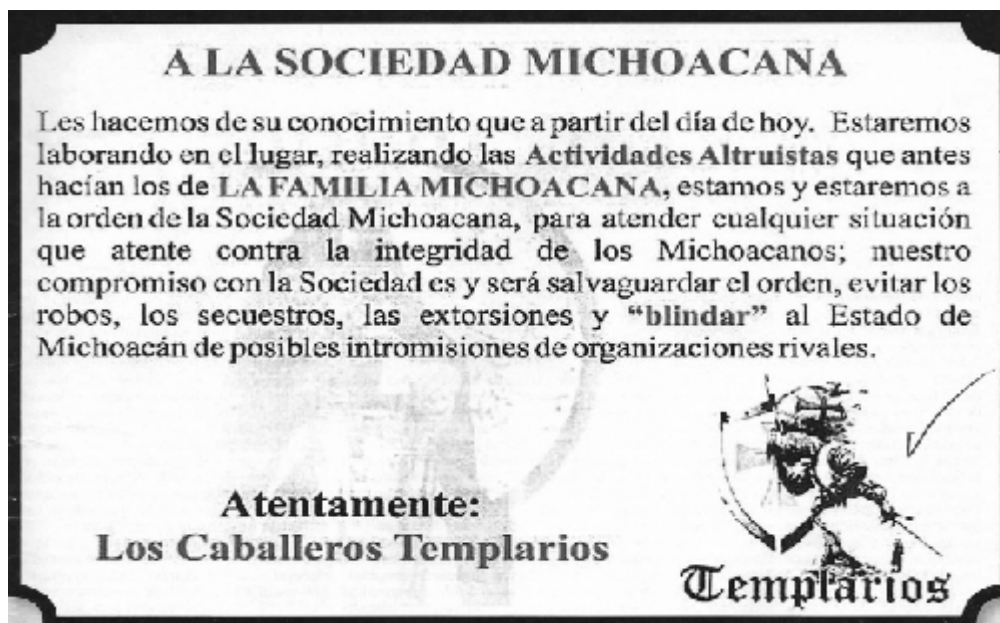 A LA SOCIEDAD MICHOACANA
Les hacemos de su conocimiento que a partir del día de hoy. Estaremos
laborando en el lugar, realizando las Actividades Altruistas que antes
hacían los de LA FAMILIA MICHOACANA, estamos y estaremos a
la orden de la Sociedad Michoacana, para atender cualquier situación
que atente contra la integridad de los Michoacanos; nuestro
compromiso con la Sociedad es y será salvaguardar el orden, evitar los
robos, los secuestros, las extorsiones y “blindar” al Estado de
Michoacán de posibles intromisiones de organizaciones rivales.
Atentamente:
Los Caballeros Templarios
Templarios